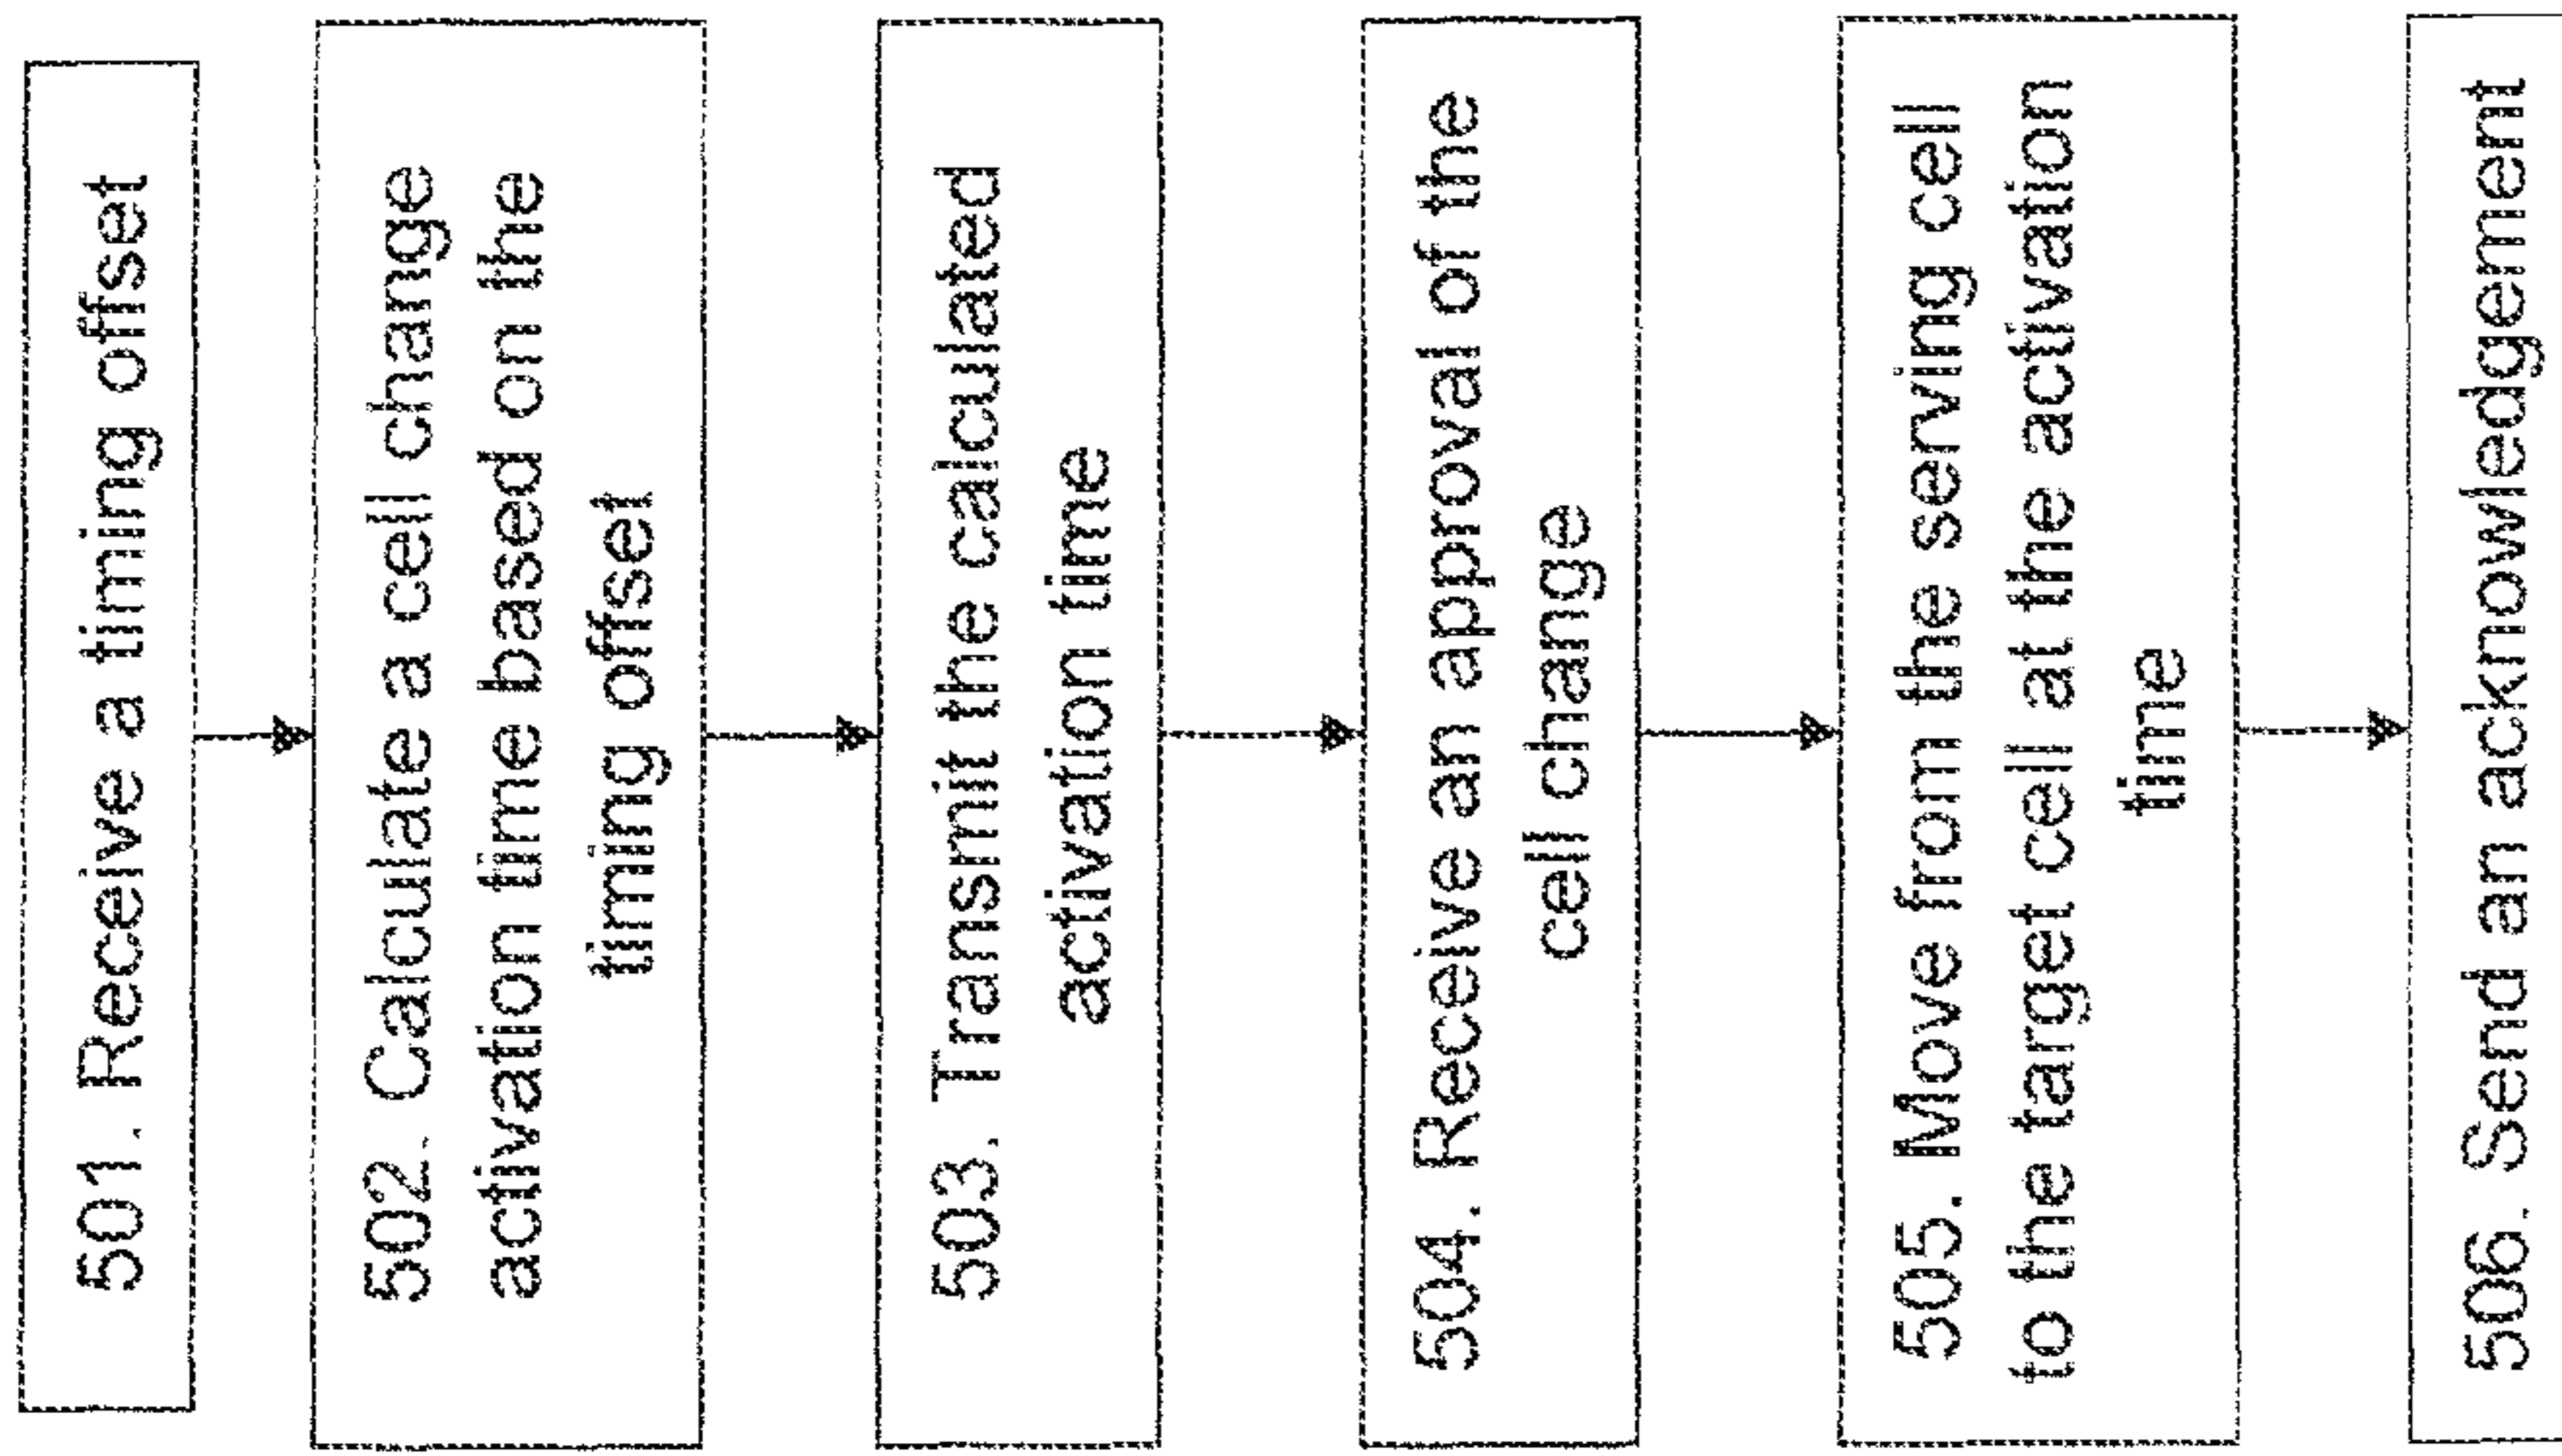 501. Receive a timing offset
502. Calculate a cell change
activation time based on the
timing offset
503. Transmit the calculated
activation time
504. Receive an approval of the
cell change
505. Move from the serving cell
to the target cell at the activation
time
506. Send an acknowledgement